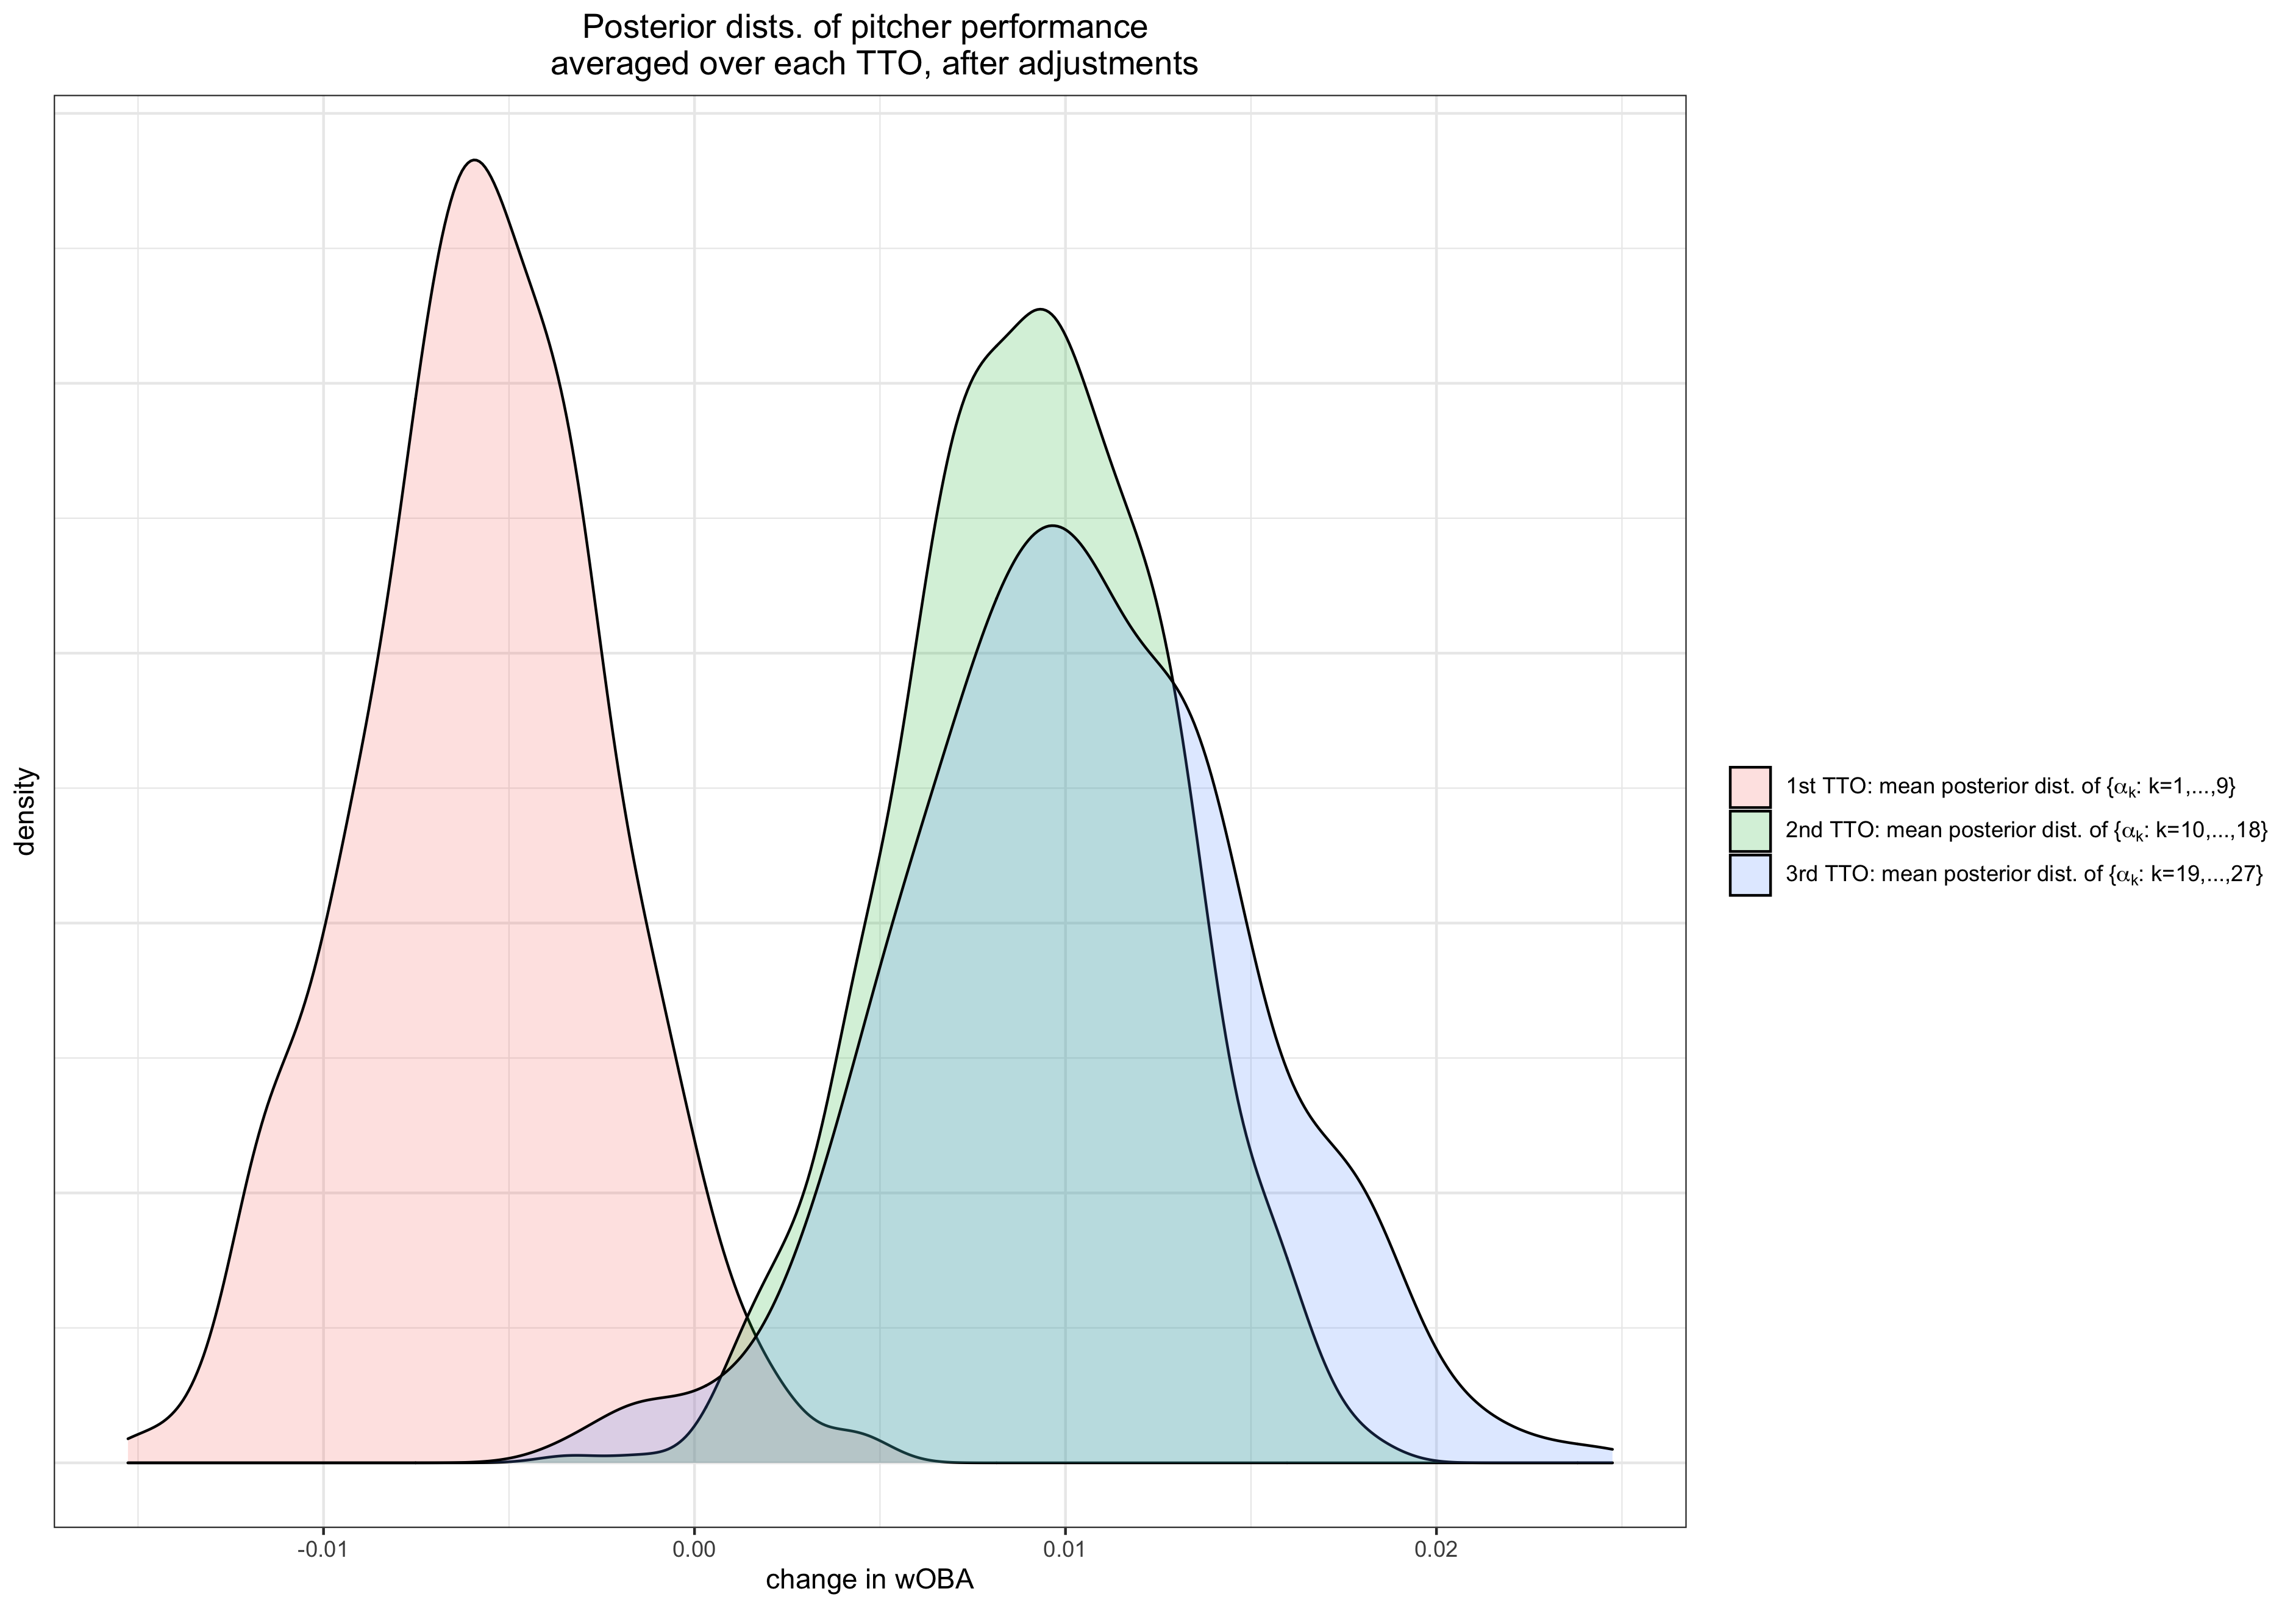 Posterior dists. of pitcher performance
averaged over each TTO, after adjustments
density
1st TTO: mean posterior dist. of {αk: k=1,...,9}
2nd TTO: mean posterior dist. of {αk: k=10,...,18}
3rd TTO: mean posterior dist. of {αk: k=19,...,27}
-0.01 0.00 0.01 0.02
change in wOBA